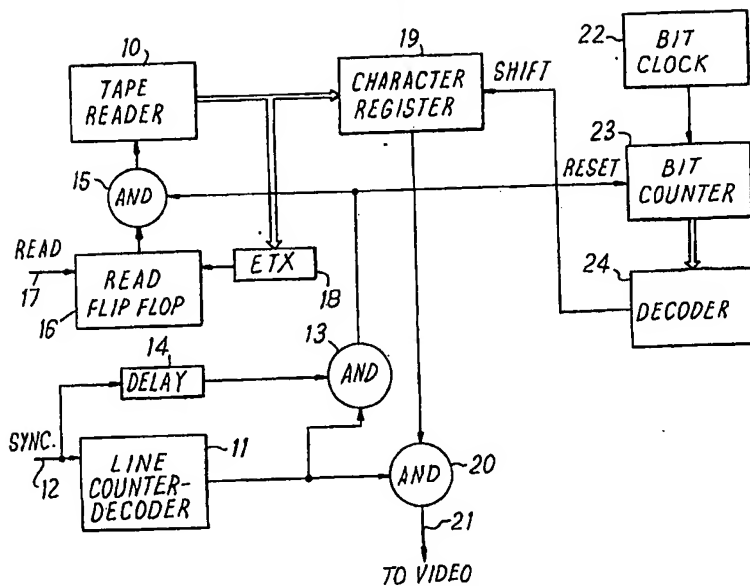 10
TAPE
READER
19
CHARACTER
REGISTER
SHIFT
22
BIT
CLOCK
23
BIT
COUNTER
RESET
15
AND
READ
17
READ
FLIP FLOP
16
ETX
18
24
DECODER
13
AND
14
DELAY
SYNC.
12
11
LINE
COUNTER-
DECODER
AND
20
21
TO VIDEO